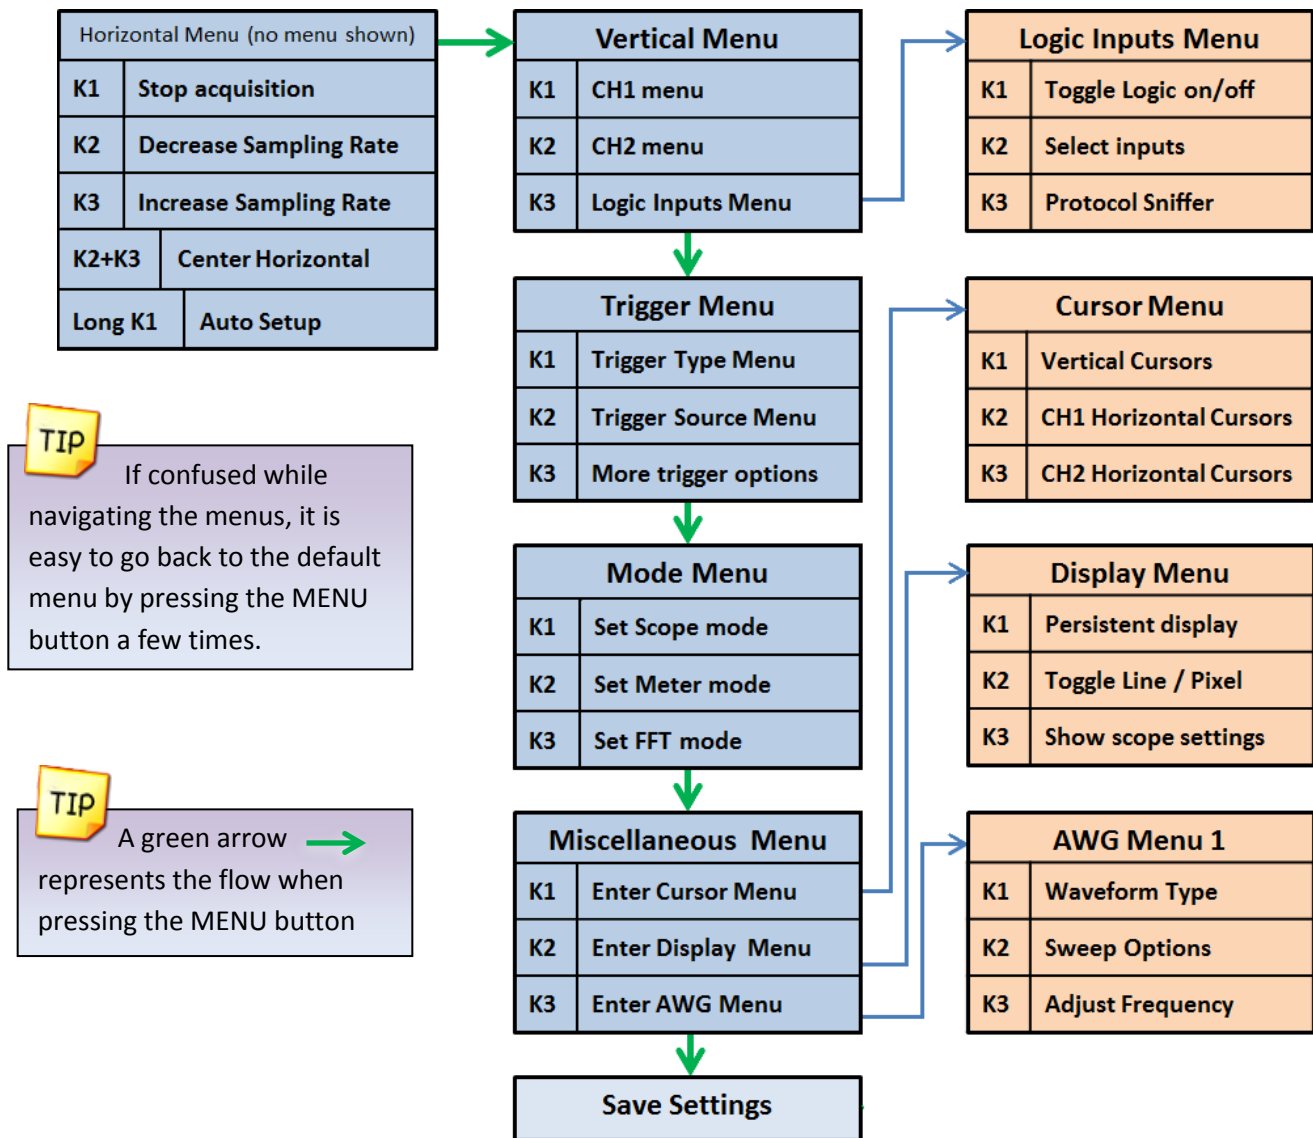 Horizontal Menu (no menu shown)
K1 Stop acquisition
K2 Decrease Sampling Rate
K3 Increase Sampling Rate
K2+K3 Center Horizontal
Long K1 Auto Setup
Vertical Menu
K1 CH1 menu
K2 CH2 menu
K3 Logic Inputs Menu
Logic Inputs Menu
K1 Toggle Logic on/off
K2 Select inputs
K3 Protocol Sniffer
Trigger Menu
K1 Trigger Type Menu
K2 Trigger Source Menu
K3 More trigger options
Cursor Menu
K1 Vertical Cursors
K2 CH1 Horizontal Cursors
K3 CH2 Horizontal Cursors
TIP
If confused while
navigating the menus, it is
easy to go back to the default
menu by pressing the MENU
button a few times.
Mode Menu
K1 Set Scope mode
K2 Set Meter mode
K3 Set FFT mode
Display Menu
K1 Persistent display
K2 Toggle Line / Pixel
K3 Show scope settings
TIP
A green arrow
represents the flow when
pressing the MENU button
Miscellaneous Menu
K1 Enter Cursor Menu
K2 Enter Display Menu
K3 Enter AWG Menu
AWG Menu 1
K1 Waveform Type
K2 Sweep Options
K3 Adjust Frequency
Save Settings